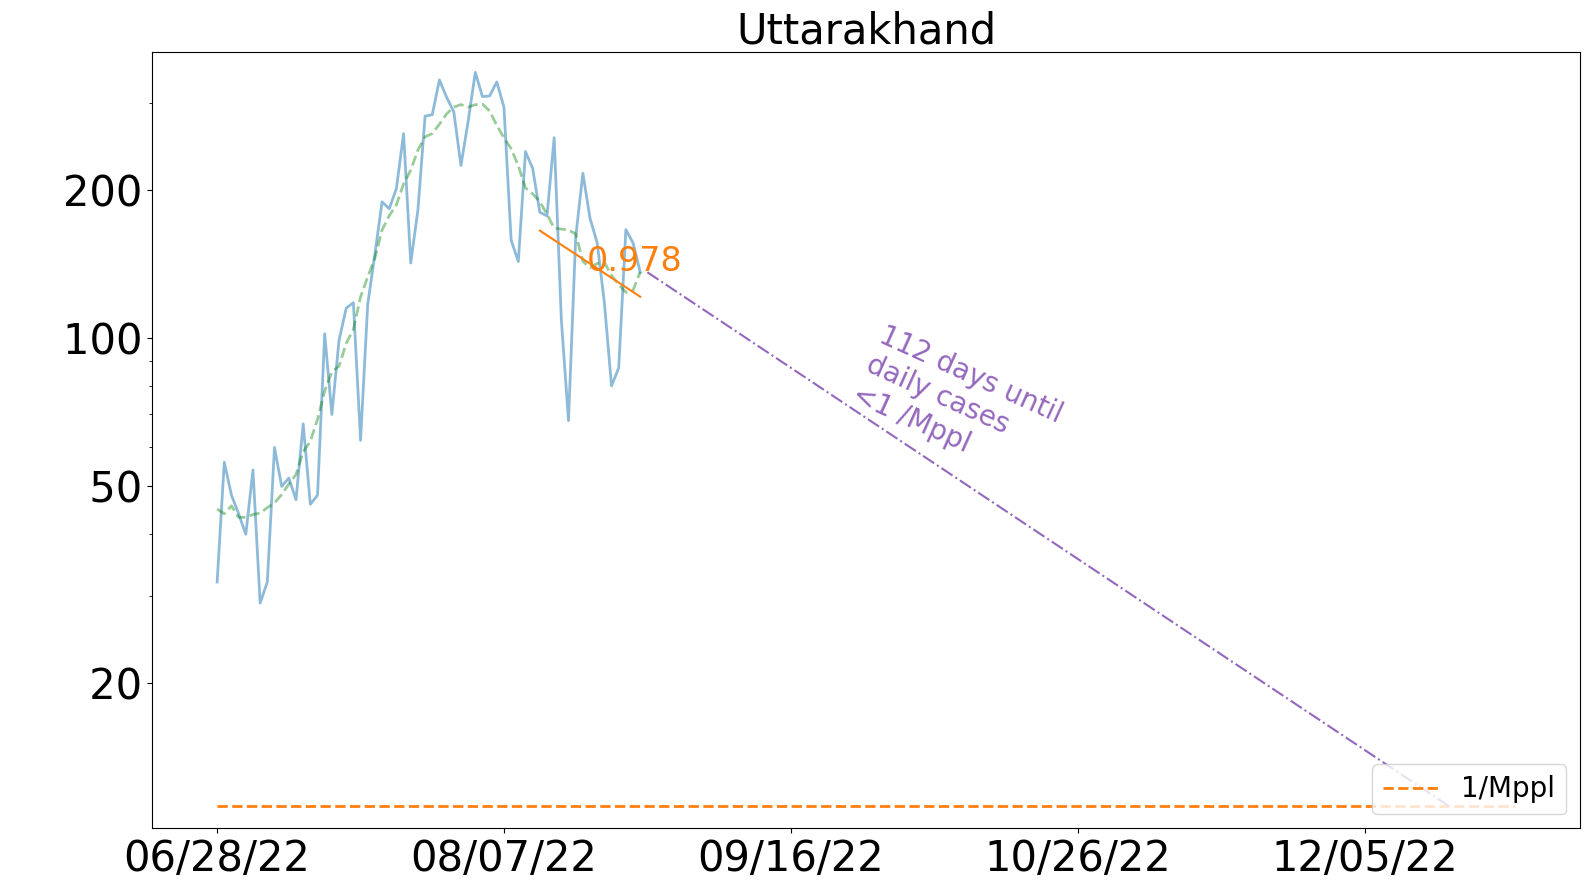 Uttarakhand
200
100
50
20
0.978
112 days until
daily cases
<1 /Mppl
1/Mppl
06/28/22
08/07/22
09/16/22
10/26/22
12/05/22